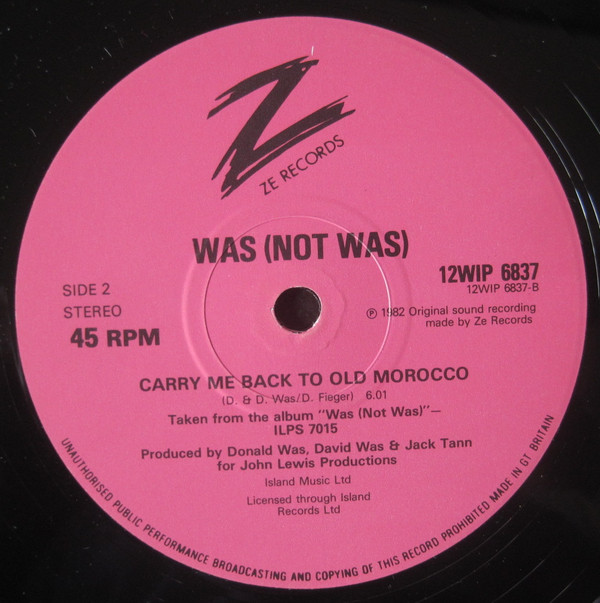 Z
ZE RECORDS
WAS (NOT WAS)
SIDE 2
STEREO
45 RPM
12WIP 6837
12WIP 6837-B
℗ 1982 Original sound recording
made by Ze Records
CARRY ME BACK TO OLD MOROCCO
(D. & D. Was/D. Fieger) 6.01
Taken from the album "Was (Not Was)"—
ILPS 7015
Produced by Donald Was, David Was & Jack Tann
for John Lewis Productions
Island Music Ltd
Licensed through Island
Records Ltd
UNAUTHORISED PUBLIC PERFORMANCE BROADCASTING AND COPYING OF THIS RECORD PROHIBITED MADE IN GT BRITAIN